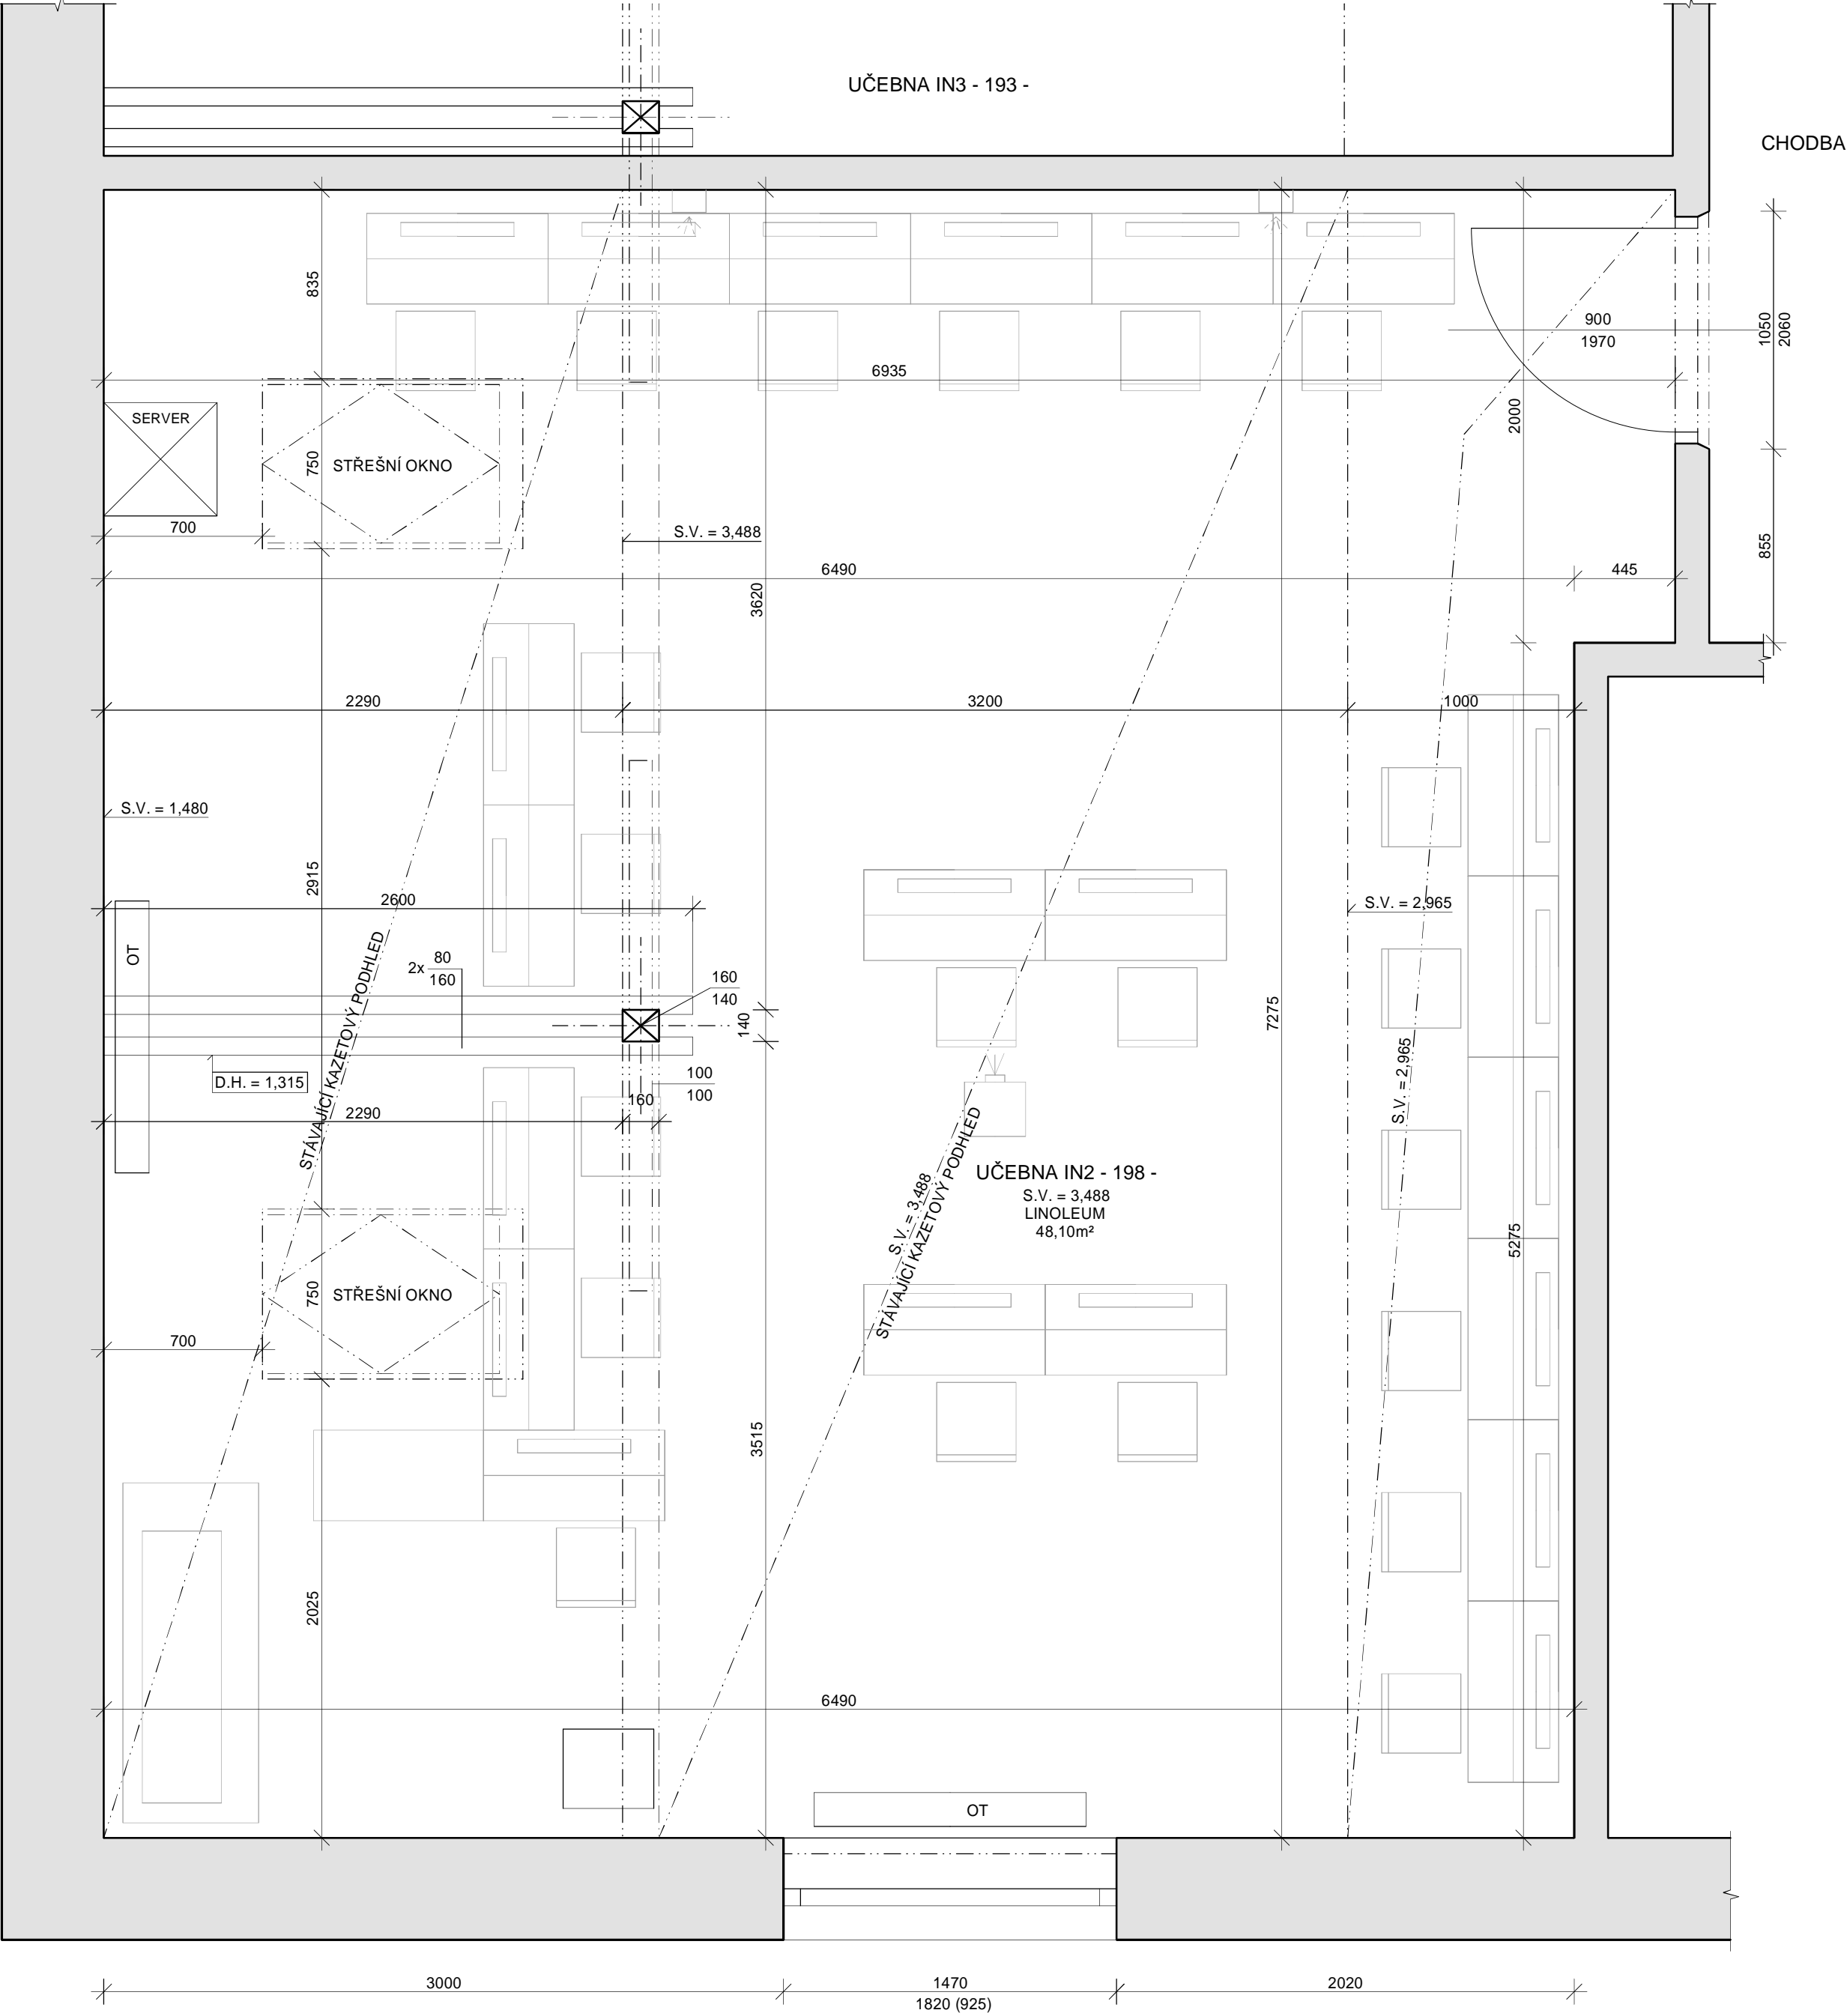 UČEBNA IN3 - 193 -
CHODBA
835
900
1970
1050
2060
6935
2000
SERVER
STŘEŠNÍ OKNO
750
700
S.V. = 3,488
855
6490
445
3620
2290
3200
1000
S.V. = 1,480
2915
2600
S.V. = 2,965
OT
2x 80
160
160
140
140
7275
STÁVAJÍCÍ KAZETOVÝ PODHLED
D.H. = 1,315
100
100
160
2290
S.V. = 2,965
UČEBNA IN2 - 198 -
S.V. = 3,488
LINOLEUM
48,10m²
S.V. = 3,488
STÁVAJÍCÍ KAZETOVÝ PODHLED
5275
750
STŘEŠNÍ OKNO
700
3515
2025
6490
OT
3000
1470
1820 (925)
2020